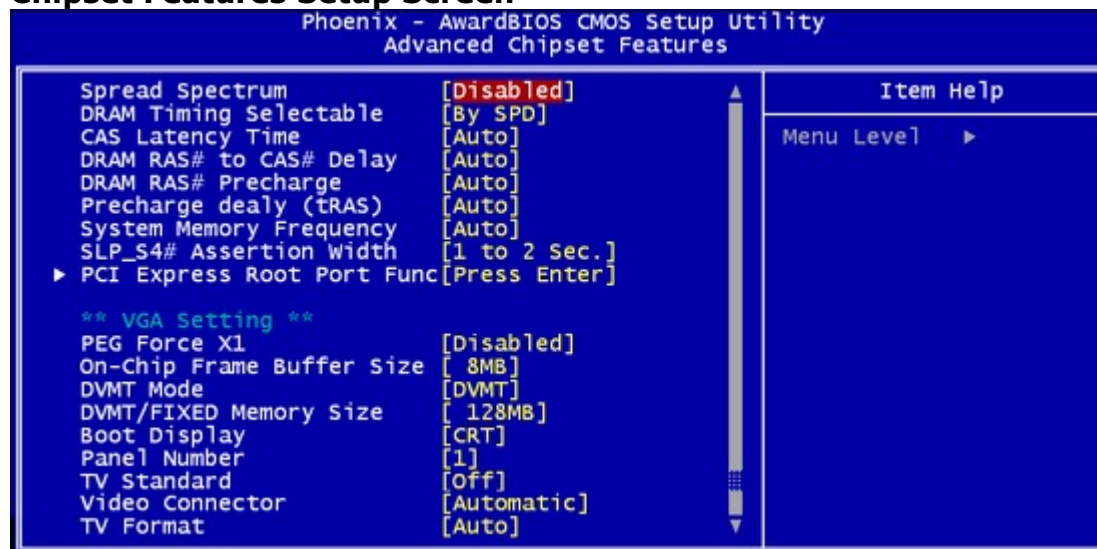 Chipset Features Setup Screen
Phoenix - AwardBIOS CMOS Setup Utility
Advanced Chipset Features
Spread Spectrum [Disabled]
DRAM Timing Selectable [By SPD]
CAS Latency Time [Auto]
DRAM RAS# to CAS# Delay [Auto]
DRAM RAS# Precharge [Auto]
Precharge dealy (tRAS) [Auto]
System Memory Frequency [Auto]
SLP_S4# Assertion Width [1 to 2 Sec.]
► PCI Express Root Port Func[Press Enter]
** VGA Setting **
PEG Force X1 [Disabled]
On-Chip Frame Buffer Size [ 8MB]
DVMT Mode [DVMT]
DVMT/FIXED Memory Size [ 128MB]
Boot Display [CRT]
Panel Number [1]
TV Standard [Off]
Video Connector [Automatic]
TV Format [Auto]
Item Help
Menu Level ►